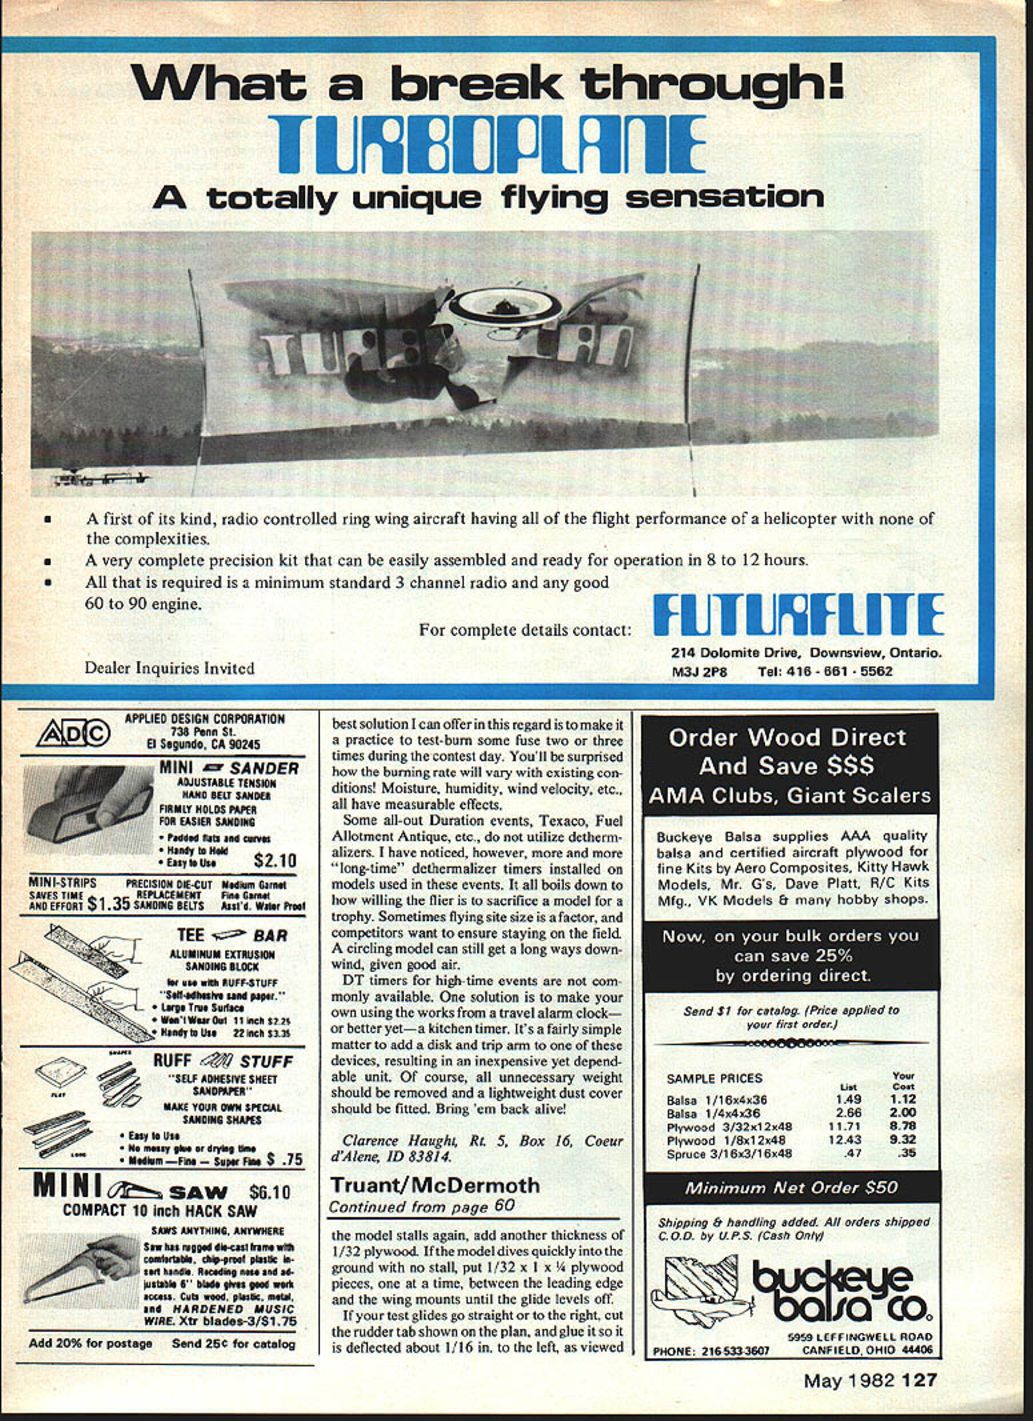 What a break through!
TURBOPLANE
A totally unique flying sensation
▪ A first of its kind, radio controlled ring wing aircraft having all of the flight performance of a helicopter with none of
the complexities.
▪ A very complete precision kit that can be easily assembled and ready for operation in 8 to 12 hours.
▪ All that is required is a minimum standard 3 channel radio and any good
60 to 90 engine.
For complete details contact:
FUTURFLITE
214 Dolomite Drive, Downsview, Ontario.
M3J 2P8 Tel: 416 - 661 - 5562
Dealer Inquiries Invited
ADC
APPLIED DESIGN CORPORATION
738 Penn St.
El Segundo, CA 90245
MINI SANDER
ADJUSTABLE TENSION
HAND BELT SANDER
FIRMLY HOLDS PAPER
FOR EASIER SANDING
• Padded flats and curves
• Handy to Hold
• Easy to Use $2.10
MINI-STRIPS
SAVES TIME
AND EFFORT $1.35
PRECISION DIE-CUT
REPLACEMENT
SANDING BELTS
Medium Garnet
Fine Garnet
Asst'd. Water Proof
TEE BAR
ALUMINUM EXTRUSION
SANDING BLOCK
for use with RUFF-STUFF
"Self-adhesive sand paper."
• Large True Surface
• Won't Wear Out 11 inch $2.25
• Handy to Use 22 inch $3.35
SHAPES
FLAT
LONG
RUFF STUFF
"SELF ADHESIVE SHEET
SANDPAPER"
MAKE YOUR OWN SPECIAL
SANDING SHAPES
• Easy to Use
• No messy glue or drying time
• Medium — Fine — Super Fine $ .75
MINI SAW $6.10
COMPACT 10 inch HACK SAW
SAWS ANYTHING, ANYWHERE
Saw has rugged die-cast frame with
comfortable, chip-proof plastic in-
sert handle. Receding nose and ad-
justable 6" blade gives good work
access. Cuts wood, plastic, metal,
and HARDENED MUSIC
WIRE. Xtr blades-3/$1.75
Add 20% for postage Send 25¢ for catalog
best solution I can offer in this regard is to make it
a practice to test-burn some fuse two or three
times during the contest day. You'll be surprised
how the burning rate will vary with existing con-
ditions! Moisture, humidity, wind velocity, etc.,
all have measurable effects.
Some all-out Duration events, Texaco, Fuel
Allotment Antique, etc., do not utilize detherm-
alizers. I have noticed, however, more and more
"long-time" dethermalizer timers installed on
models used in these events. It all boils down to
how willing the flier is to sacrifice a model for a
trophy. Sometimes flying site size is a factor, and
competitors want to ensure staying on the field.
A circling model can still get a long ways down-
wind, given good air.
DT timers for high-time events are not com-
monly available. One solution is to make your
own using the works from a travel alarm clock—
or better yet—a kitchen timer. It's a fairly simple
matter to add a disk and trip arm to one of these
devices, resulting in an inexpensive yet depend-
able unit. Of course, all unnecessary weight
should be removed and a lightweight dust cover
should be fitted. Bring 'em back alive!
Clarence Haught, Rt. 5, Box 16, Coeur
d'Alene, ID 83814.
Truant/McDermoth
Continued from page 60
the model stalls again, add another thickness of
1/32 plywood. If the model dives quickly into the
ground with no stall, put 1/32 x 1 x ¼ plywood
pieces, one at a time, between the leading edge
and the wing mounts until the glide levels off.
If your test glides go straight or to the right, cut
the rudder tab shown on the plan, and glue it so it
is deflected about 1/16 in. to the left, as viewed
Order Wood Direct
And Save $$$
AMA Clubs, Giant Scalers
Buckeye Balsa supplies AAA quality
balsa and certified aircraft plywood for
fine Kits by Aero Composites, Kitty Hawk
Models, Mr. G's, Dave Platt, R/C Kits
Mfg., VK Models & many hobby shops.
Now, on your bulk orders you
can save 25%
by ordering direct.
Send $1 for catalog. (Price applied to
your first order.)
SAMPLE PRICES List Your Cost
Balsa 1/16x4x36 1.49 1.12
Balsa 1/4x4x36 2.66 2.00
Plywood 3/32x12x48 11.71 8.78
Plywood 1/8x12x48 12.43 9.32
Spruce 3/16x3/16x48 .47 .35
Minimum Net Order $50
Shipping & handling added. All orders shipped
C.O.D. by U.P.S. (Cash Only)
buckeye
balsa co.
5959 LEFFINGWELL ROAD
PHONE: 216-533-3607 CANFIELD, OHIO 44406
May 1982 127